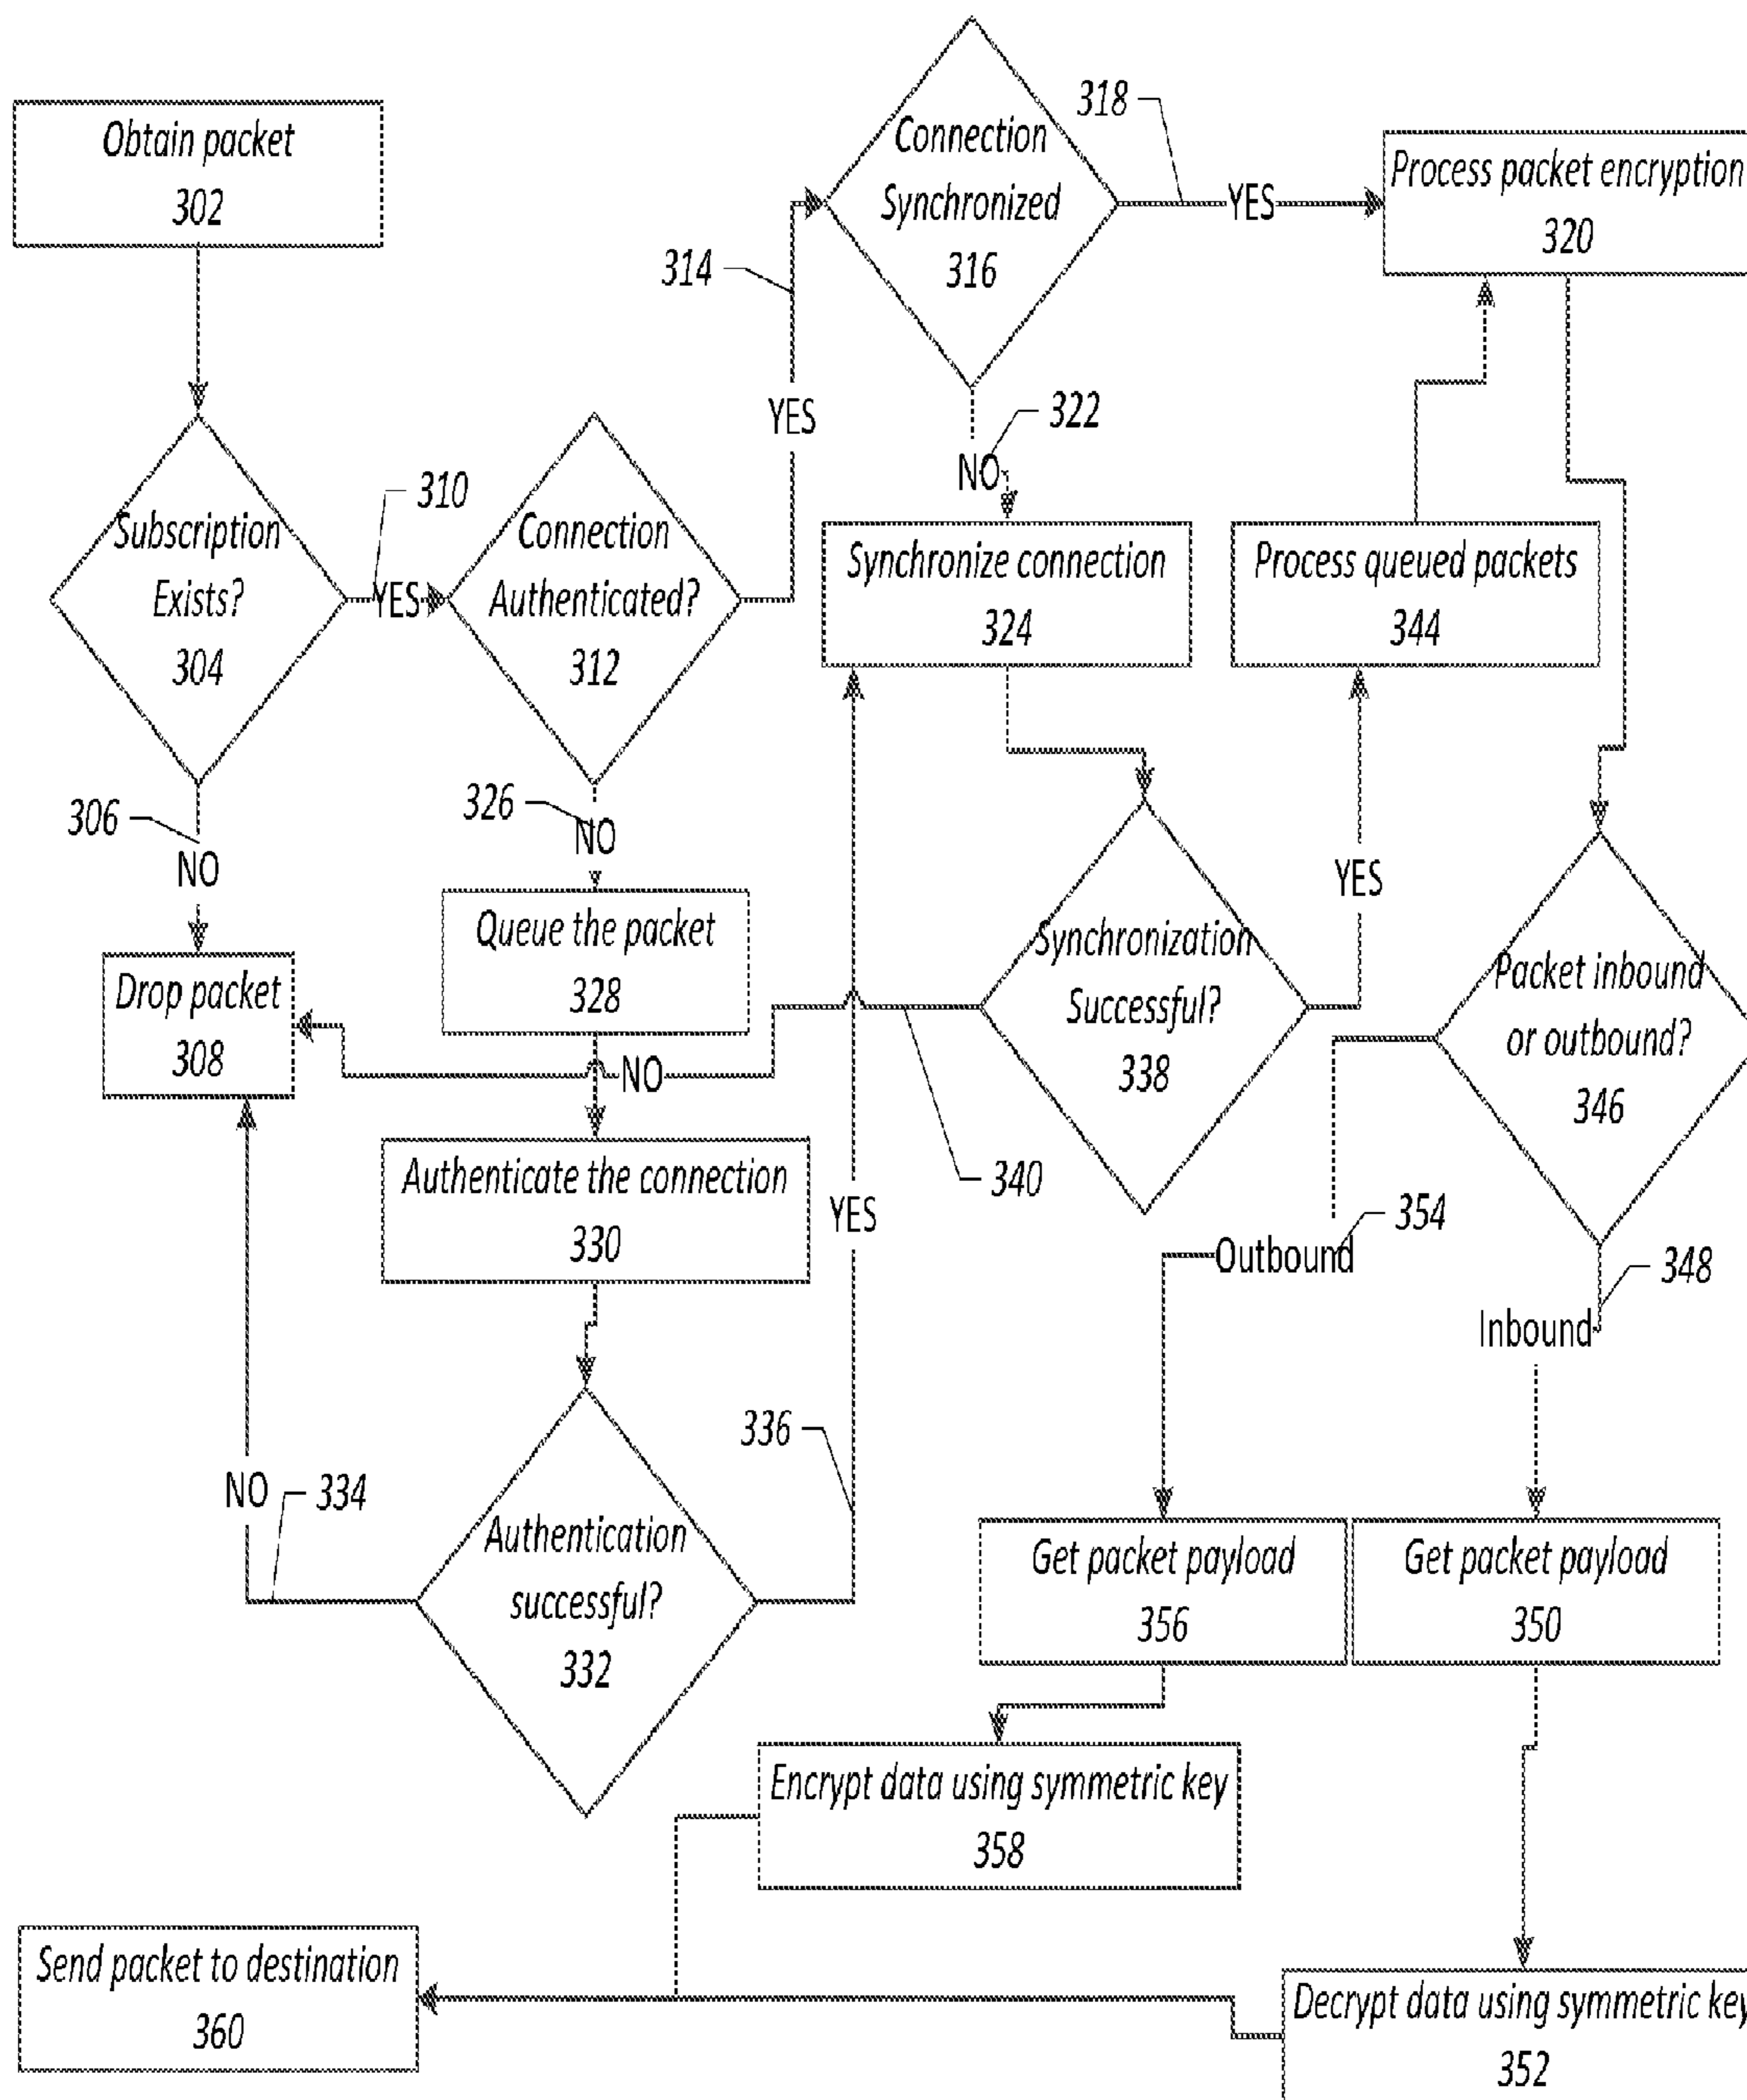 Obtain packet
302
Subscription
Exists?
304
306
NO
Drop packet
308
310
YES
Connection
Authenticated?
312
314
YES
Connection
Synchronized
316
318
YES
Process packet encryption
320
322
NO
Synchronize connection
324
326
NO
Queue the packet
328
Authenticate the connection
330
Authentication
successful?
332
NO
334
336
YES
Synchronization
Successful?
338
340
NO
YES
Process queued packets
344
Packet inbound
or outbound?
346
348
Inbound
Get packet payload
350
Decrypt data using symmetric key
352
354
Outbound
Get packet payload
356
Encrypt data using symmetric key
358
Send packet to destination
360